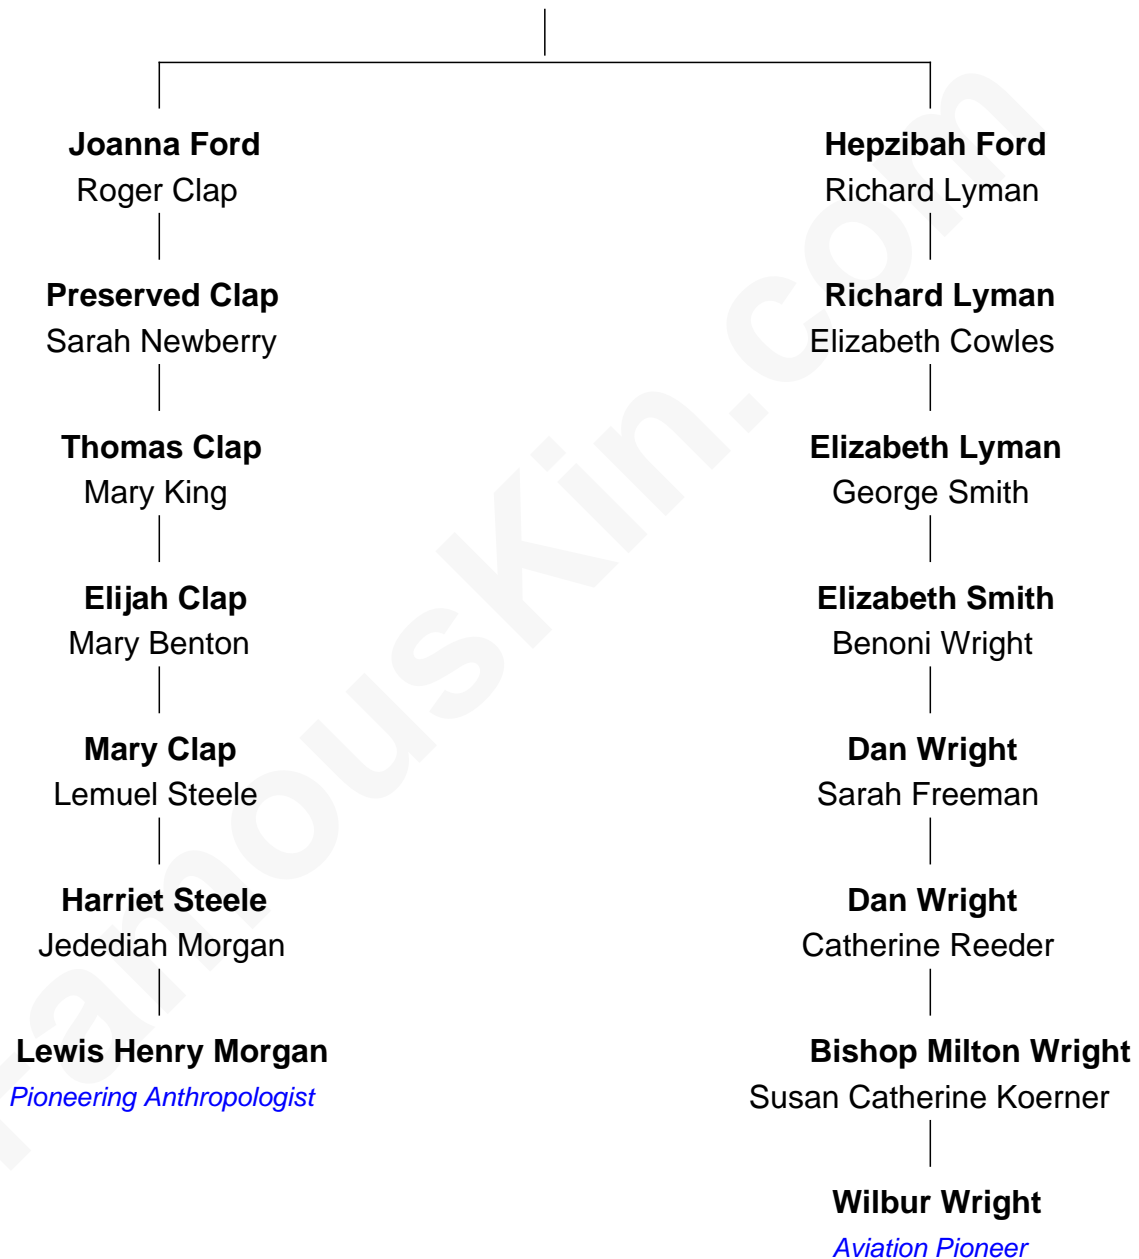 Joanna Ford
Roger Clap
Hepzibah Ford
Richard Lyman
Preserved Clap
Sarah Newberry
Richard Lyman
Elizabeth Cowles
Thomas Clap
Mary King
Elizabeth Lyman
George Smith
Elijah Clap
Mary Benton
Elizabeth Smith
Benoni Wright
Mary Clap
Lemuel Steele
Dan Wright
Sarah Freeman
Harriet Steele
Jedediah Morgan
Dan Wright
Catherine Reeder
Lewis Henry Morgan
Pioneering Anthropologist
Bishop Milton Wright
Susan Catherine Koerner
Wilbur Wright
Aviation Pioneer
FamousKin.com